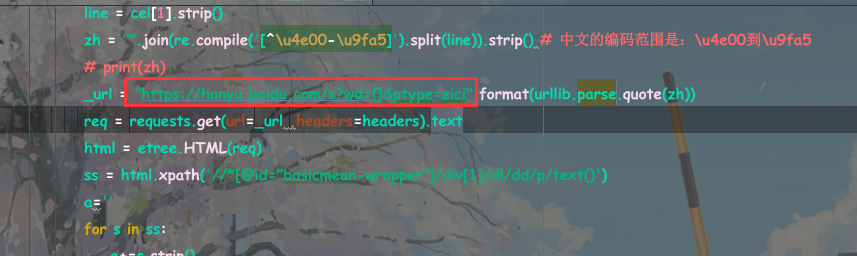 line = cel[1].strip()
zh = "".join(re.compile('[^\u4e00-\u9fa5]').split(line)).strip() # 中文的编码范围是：\u4e00到\u9fa5
# print(zh)
_url = "https://hanyu.baidu.com/s?wd={}&ptype=zici".format(urllib.parse.quote(zh))
req = requests.get(url=_url, headers=headers).text
html = etree.HTML(req)
ss = html.xpath('//*[@id="basicmean-wrapper"]/div[1]/dl/dd/p/text()')
a=''
for s in ss:
a+=s.strip()